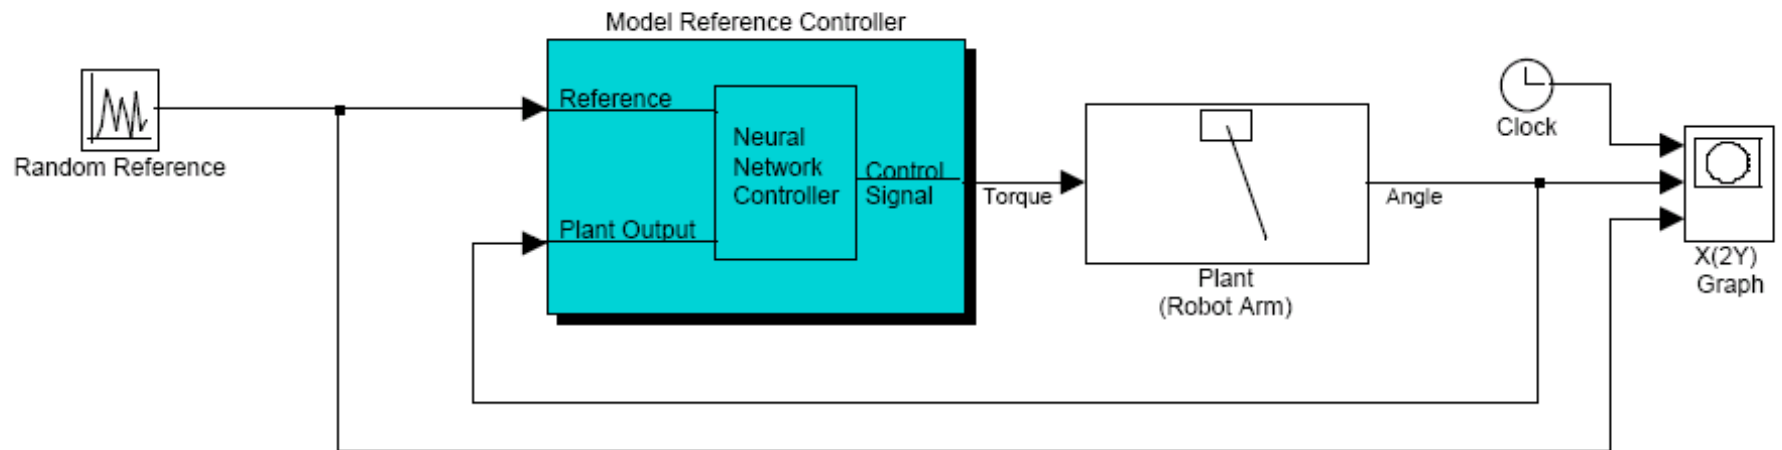 Model Reference Controller
Random Reference
Reference
Neural
Network
Controller
Plant Output
Control
Signal
Torque
Plant
(Robot Arm)
Angle
Clock
X(2Y)
Graph